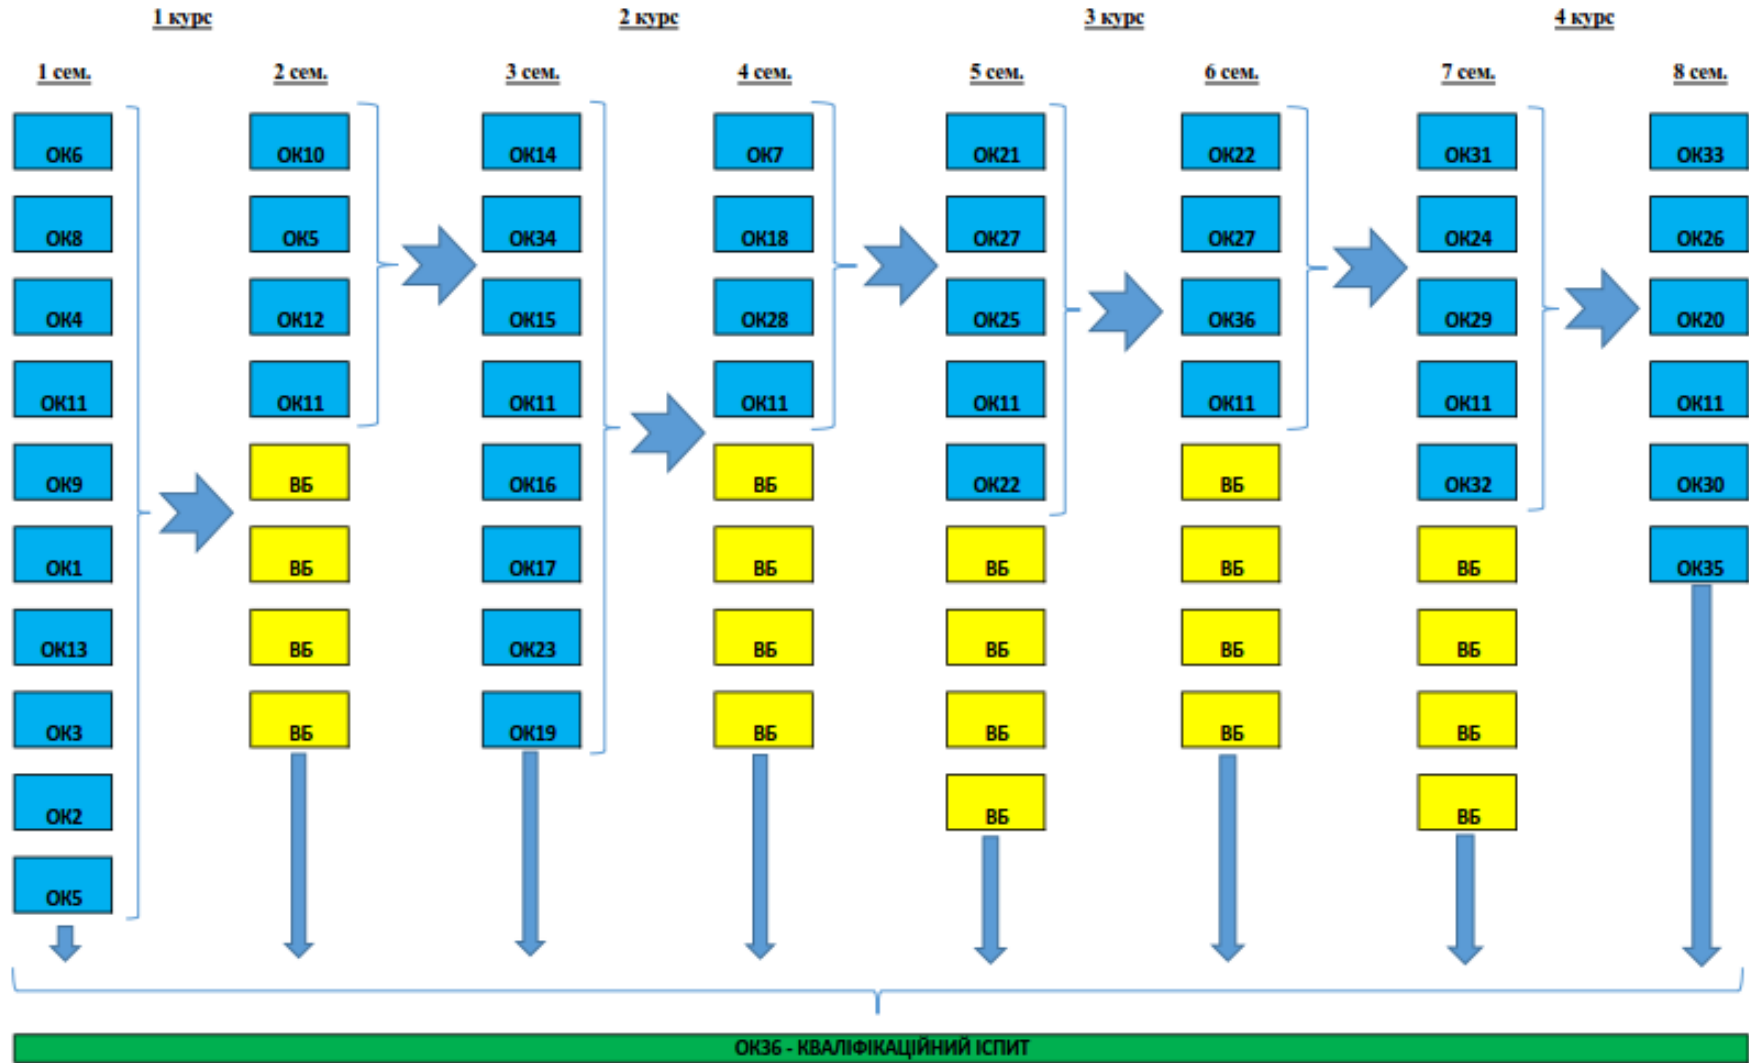 1 курс 2 курс 3 курс 4 курс
1 сем. 2 сем. 3 сем. 4 сем. 5 сем. 6 сем. 7 сем. 8 сем.
ОК6 ОК10 ОК14 ОК7 ОК21 ОК22 ОК31 ОК33
ОК8 ОК5 ОК34 ОК18 ОК27 ОК27 ОК24 ОК26
ОК4 ОК12 ОК15 ОК28 ОК25 ОК36 ОК29 ОК20
ОК11 ОК11 ОК11 ОК11 ОК11 ОК11 ОК11 ОК11
ОК9 ВБ ОК16 ВБ ОК22 ВБ ОК32 ОК30
ОК1 ВБ ОК17 ВБ ВБ ВБ ВБ ОК35
ОК13 ВБ ОК23 ВБ ВБ ВБ ВБ
ОК3 ВБ ОК19 ВБ ВБ ВБ ВБ
ОК2 ВБ ВБ
ОК5
ОК36 - КВАЛІФІКАЦІЙНИЙ ІСПИТ